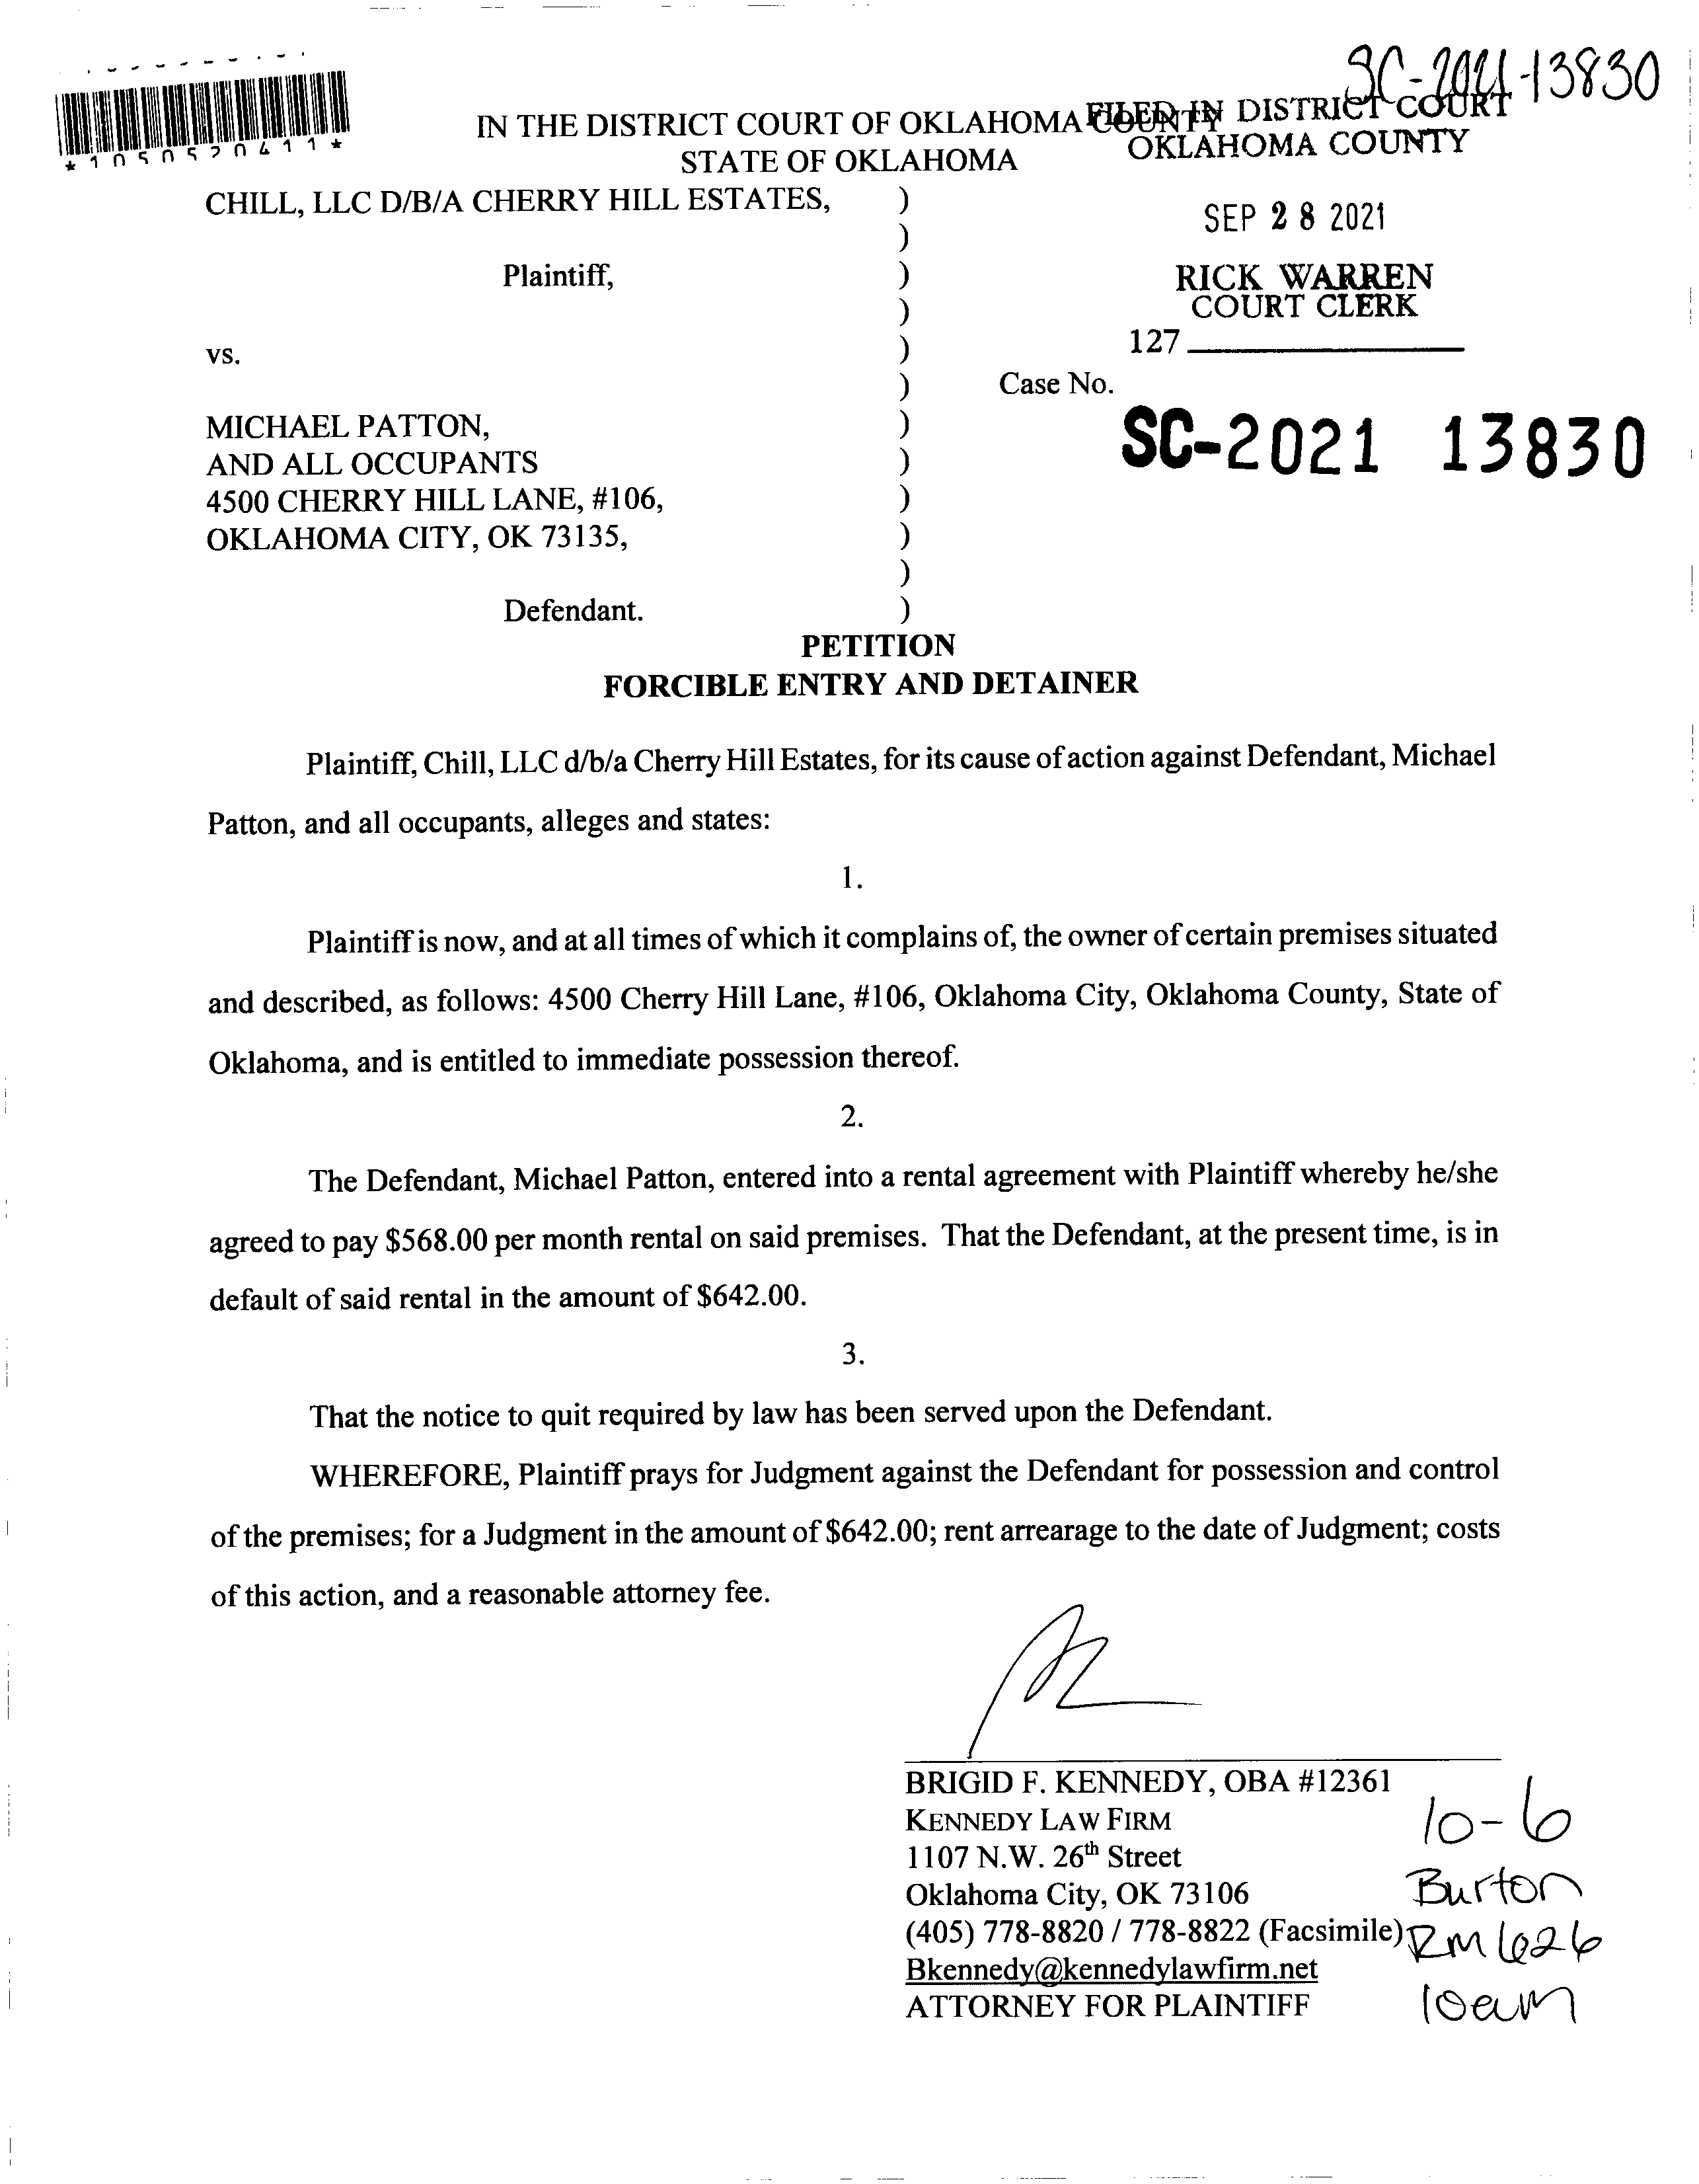 SC-2021-13830
*1050520411*
IN THE DISTRICT COURT OF OKLAHOMA COUNTY
STATE OF OKLAHOMA
FILED IN DISTRICT COURT
OKLAHOMA COUNTY
CHILL, LLC D/B/A CHERRY HILL ESTATES, )
)
SEP 28 2021
Plaintiff, )
RICK WARREN
COURT CLERK
)
127
vs. )
) Case No.
SC-2021 13830
MICHAEL PATTON, )
AND ALL OCCUPANTS )
4500 CHERRY HILL LANE, #106, )
OKLAHOMA CITY, OK 73135, )
)
Defendant. )
PETITION
FORCIBLE ENTRY AND DETAINER
Plaintiff, Chill, LLC d/b/a Cherry Hill Estates, for its cause of action against Defendant, Michael
Patton, and all occupants, alleges and states:
1.
Plaintiff is now, and at all times of which it complains of, the owner of certain premises situated
and described, as follows: 4500 Cherry Hill Lane, #106, Oklahoma City, Oklahoma County, State of
Oklahoma, and is entitled to immediate possession thereof.
2.
The Defendant, Michael Patton, entered into a rental agreement with Plaintiff whereby he/she
agreed to pay $568.00 per month rental on said premises. That the Defendant, at the present time, is in
default of said rental in the amount of $642.00.
3.
That the notice to quit required by law has been served upon the Defendant.
WHEREFORE, Plaintiff prays for Judgment against the Defendant for possession and control
of the premises; for a Judgment in the amount of $642.00; rent arrearage to the date of Judgment; costs
of this action, and a reasonable attorney fee.
BRIGID F. KENNEDY, OBA #12361
KENNEDY LAW FIRM
1107 N.W. 26th Street
Oklahoma City, OK 73106
(405) 778-8820 / 778-8822 (Facsimile)
Bkennedy@kennedylawfirm.net
ATTORNEY FOR PLAINTIFF
10-6
Burton
RM 626
10am